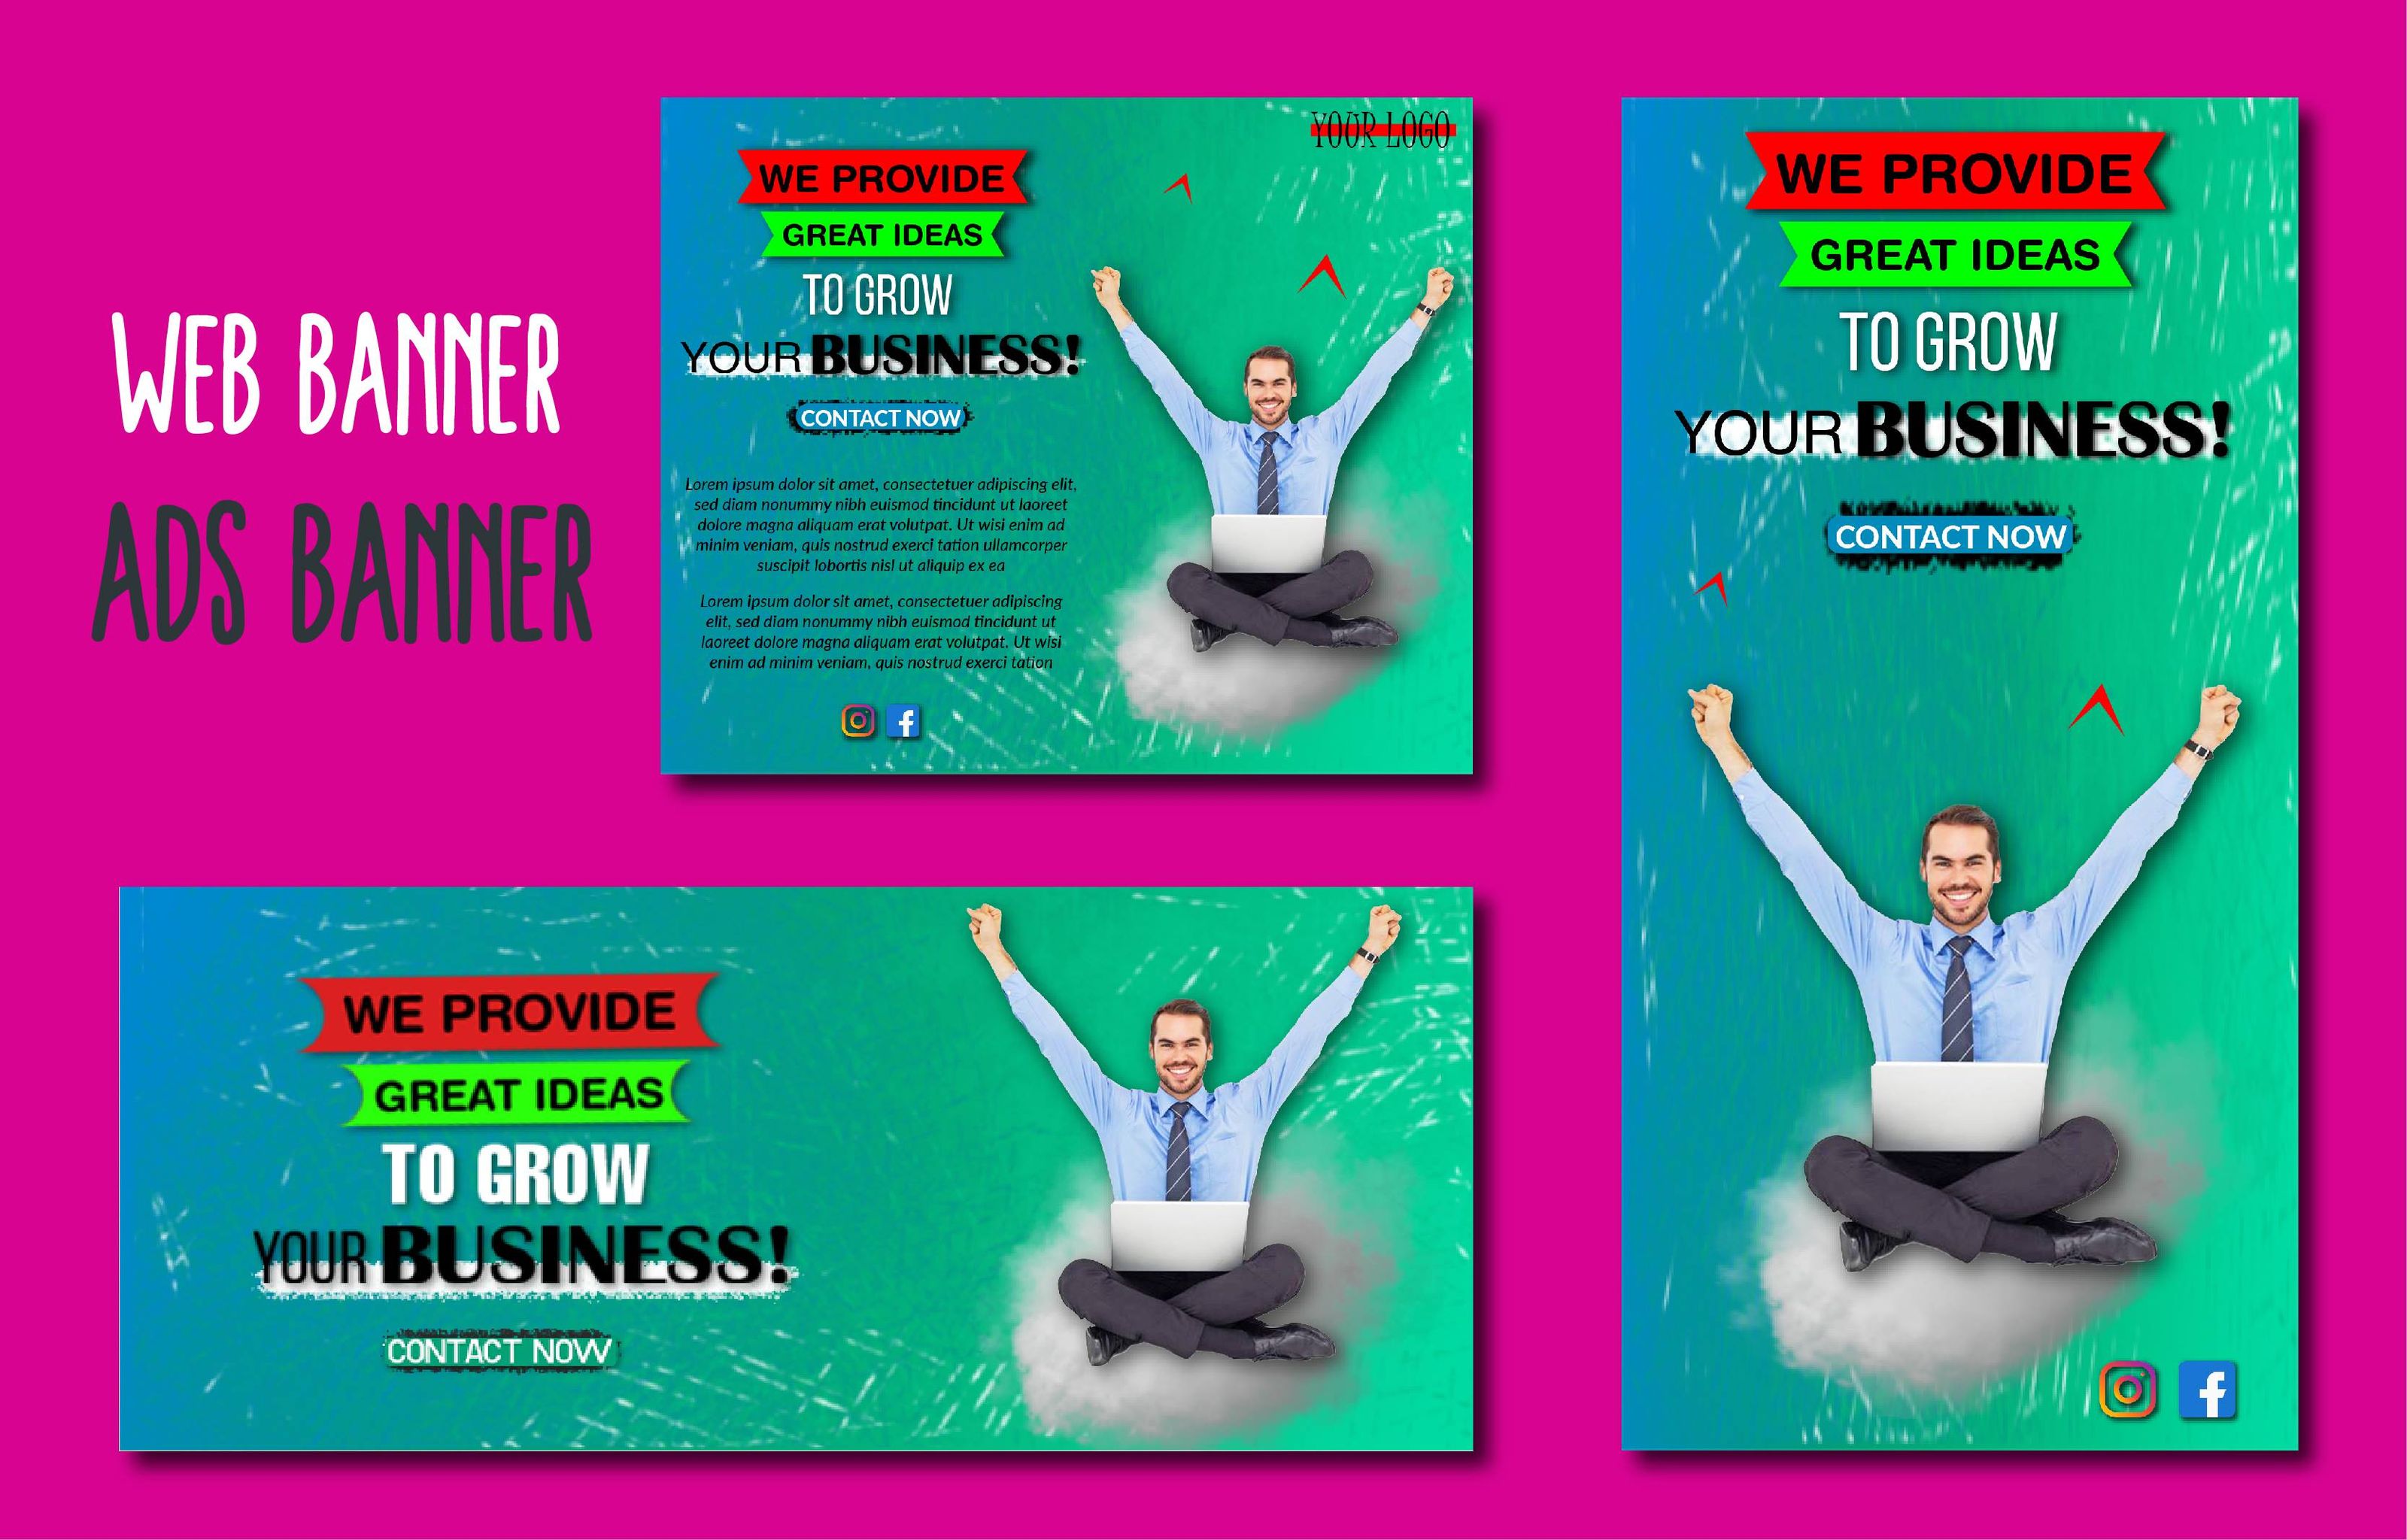 WEB BANNER
ADS BANNER
YOUR LOGO
WE PROVIDE
GREAT IDEAS
TO GROW
YOUR BUSINESS!
CONTACT NOW
Lorem ipsum dolor sit amet, consectetuer adipiscing elit,
sed diam nonummy nibh euismod tincidunt ut laoreet
dolore magna aliquam erat volutpat. Ut wisi enim ad
minim veniam, quis nostrud exerci tation ullamcorper
suscipit lobortis nisl ut aliquip ex ea
Lorem ipsum dolor sit amet, consectetuer adipiscing
elit, sed diam nonummy nibh euismod tincidunt ut
laoreet dolore magna aliquam erat volutpat. Ut wisi
enim ad minim veniam, quis nostrud exerci tation
WE PROVIDE
GREAT IDEAS
TO GROW
YOUR BUSINESS!
CONTACT NOW
WE PROVIDE
GREAT IDEAS
TO GROW
YOUR BUSINESS!
CONTACT NOW